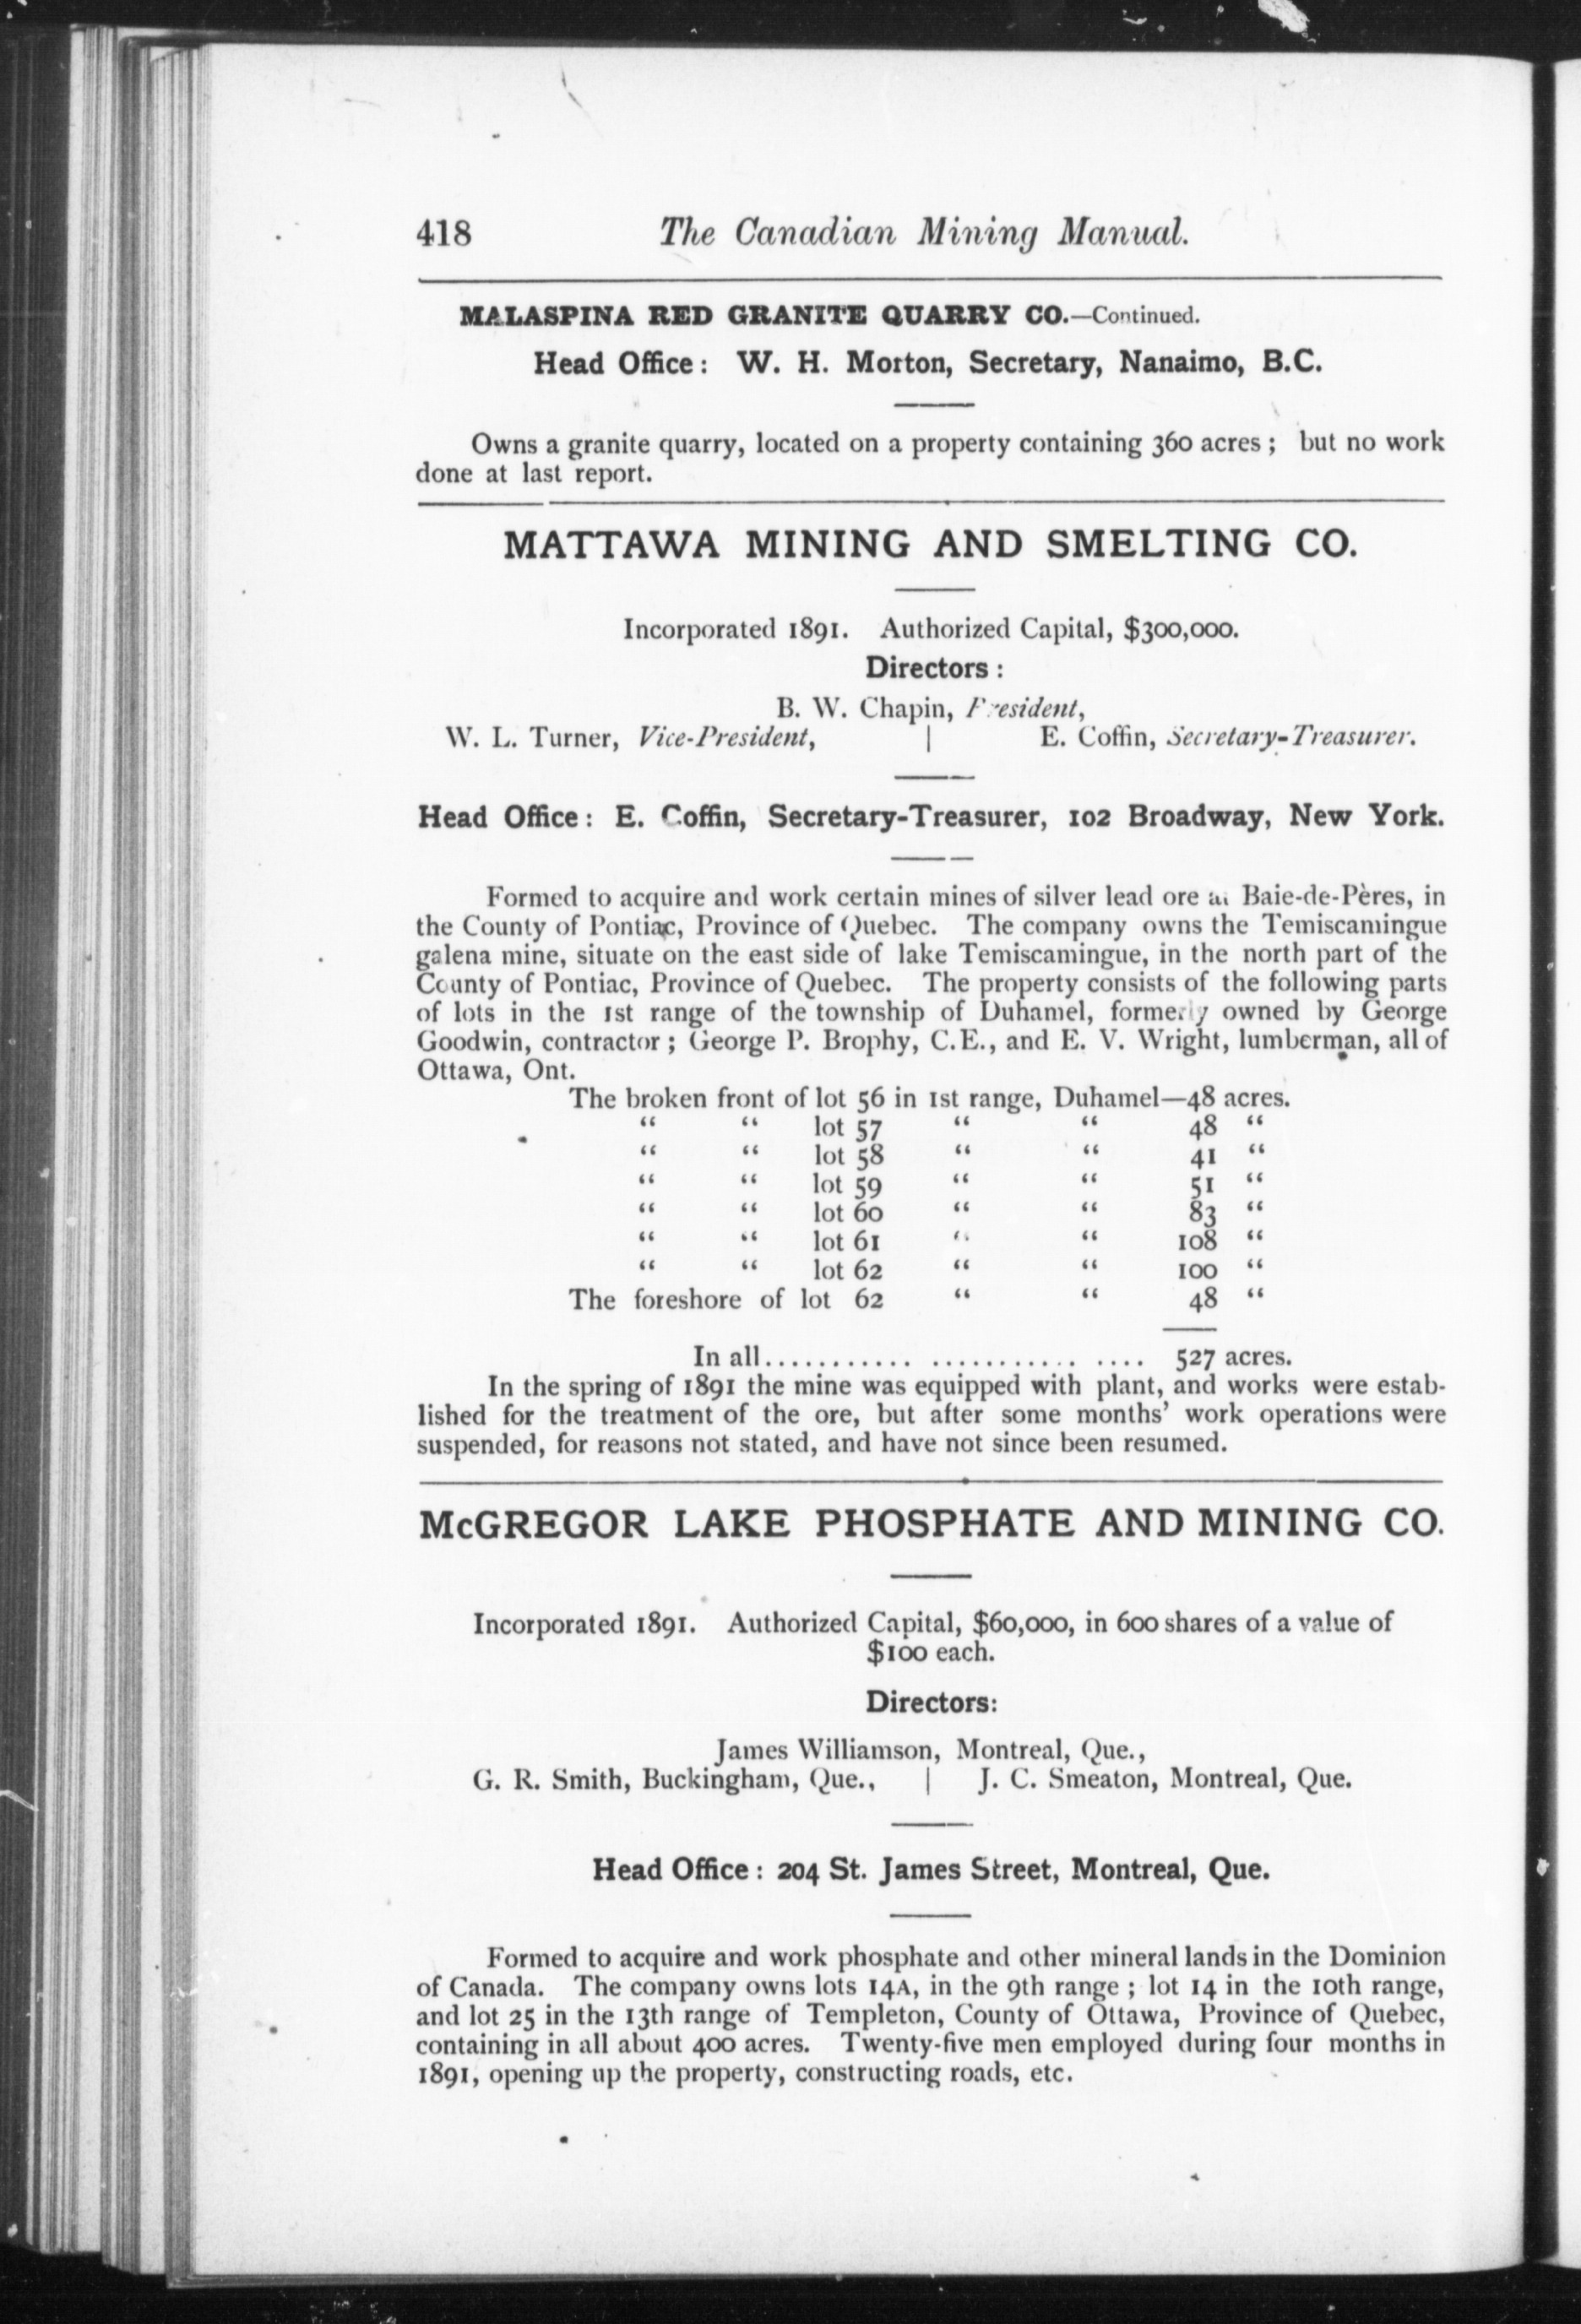 418 The Canadian Mining Manual.
MALASPINA RED GRANITE QUARRY CO.—Continued.
Head Office: W. H. Morton, Secretary, Nanaimo, B.C.
Owns a granite quarry, located on a property containing 360 acres ; but no work
done at last report.
MATTAWA MINING AND SMELTING CO.
Incorporated 1891. Authorized Capital, $300,000.
Directors :
B. W. Chapin, President,
W. L. Turner, Vice-President, | E. Coffin, Secretary-Treasurer.
Head Office : E. Coffin, Secretary-Treasurer, 102 Broadway, New York.
Formed to acquire and work certain mines of silver lead ore at Baie-de-Pères, in
the County of Pontiac, Province of Quebec. The company owns the Temiscamingue
galena mine, situate on the east side of lake Temiscamingue, in the north part of the
County of Pontiac, Province of Quebec. The property consists of the following parts
of lots in the 1st range of the township of Duhamel, formerly owned by George
Goodwin, contractor ; George P. Brophy, C.E., and E. V. Wright, lumberman, all of
Ottawa, Ont.
The broken front of lot 56 in 1st range, Duhamel—48 acres.
“ “ lot 57 “ “ 48 “
“ “ lot 58 “ “ 41 “
“ “ lot 59 “ “ 51 “
“ “ lot 60 “ “ 83 “
“ “ lot 61 “ “ 108 “
“ “ lot 62 “ “ 100 “
The foreshore of lot 62 “ “ 48 “
In all........... ........... .... 527 acres.
In the spring of 1891 the mine was equipped with plant, and works were estab-
lished for the treatment of the ore, but after some months’ work operations were
suspended, for reasons not stated, and have not since been resumed.
McGREGOR LAKE PHOSPHATE AND MINING CO.
Incorporated 1891. Authorized Capital, $60,000, in 600 shares of a value of
$100 each.
Directors:
James Williamson, Montreal, Que.,
G. R. Smith, Buckingham, Que., | J. C. Smeaton, Montreal, Que.
Head Office : 204 St. James Street, Montreal, Que.
Formed to acquire and work phosphate and other mineral lands in the Dominion
of Canada. The company owns lots 14A, in the 9th range ; lot 14 in the 10th range,
and lot 25 in the 13th range of Templeton, County of Ottawa, Province of Quebec,
containing in all about 400 acres. Twenty-five men employed during four months in
1891, opening up the property, constructing roads, etc.